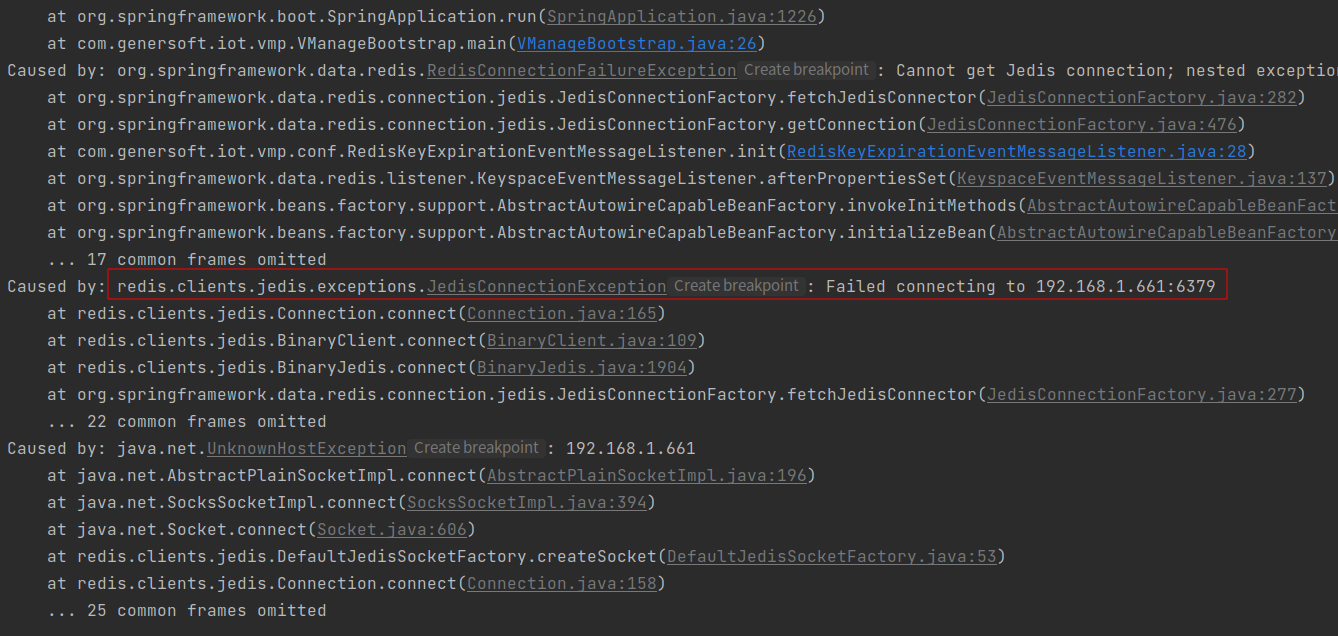 at org.springframework.boot.SpringApplication.run(SpringApplication.java:1226)
at com.genersoft.iot.vmp.VManageBootstrap.main(VManageBootstrap.java:26)
Caused by: org.springframework.data.redis.RedisConnectionFailureException Create breakpoint : Cannot get Jedis connection; nested exception
at org.springframework.data.redis.connection.jedis.JedisConnectionFactory.fetchJedisConnector(JedisConnectionFactory.java:282)
at org.springframework.data.redis.connection.jedis.JedisConnectionFactory.getConnection(JedisConnectionFactory.java:476)
at com.genersoft.iot.vmp.conf.RedisKeyExpirationEventMessageListener.init(RedisKeyExpirationEventMessageListener.java:28)
at org.springframework.data.redis.listener.KeyspaceEventMessageListener.afterPropertiesSet(KeyspaceEventMessageListener.java:137)
at org.springframework.beans.factory.support.AbstractAutowireCapableBeanFactory.invokeInitMethods(AbstractAutowireCapableBeanFact
at org.springframework.beans.factory.support.AbstractAutowireCapableBeanFactory.initializeBean(AbstractAutowireCapableBeanFactory
... 17 common frames omitted
Caused by: redis.clients.jedis.exceptions.JedisConnectionException Create breakpoint : Failed connecting to 192.168.1.661:6379
at redis.clients.jedis.Connection.connect(Connection.java:165)
at redis.clients.jedis.BinaryClient.connect(BinaryClient.java:109)
at redis.clients.jedis.BinaryJedis.connect(BinaryJedis.java:1904)
at org.springframework.data.redis.connection.jedis.JedisConnectionFactory.fetchJedisConnector(JedisConnectionFactory.java:277)
... 22 common frames omitted
Caused by: java.net.UnknownHostException Create breakpoint : 192.168.1.661
at java.net.AbstractPlainSocketImpl.connect(AbstractPlainSocketImpl.java:196)
at java.net.SocksSocketImpl.connect(SocksSocketImpl.java:394)
at java.net.Socket.connect(Socket.java:606)
at redis.clients.jedis.DefaultJedisSocketFactory.createSocket(DefaultJedisSocketFactory.java:53)
at redis.clients.jedis.Connection.connect(Connection.java:158)
... 25 common frames omitted